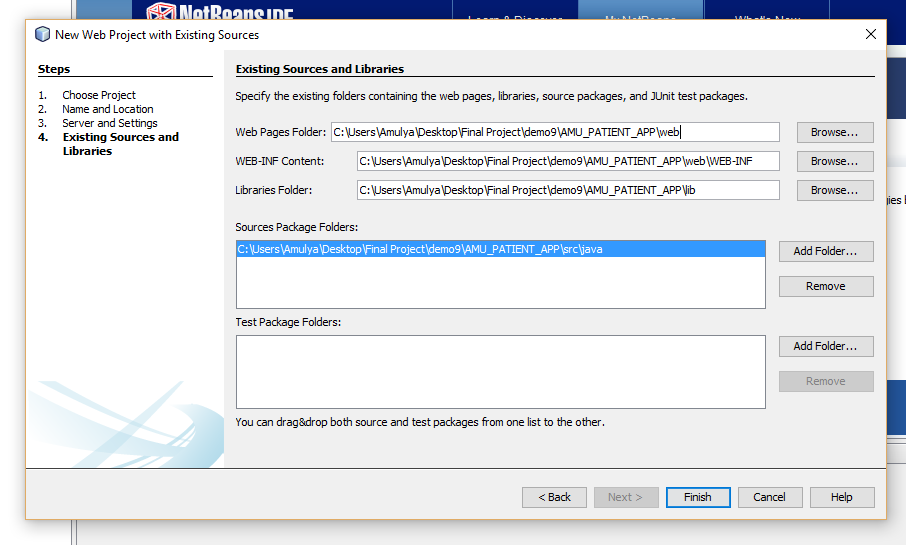 NetBeans IDE
Learn & Discover
My NetBeans
What's New
New Web Project with Existing Sources
Steps
1. Choose Project
2. Name and Location
3. Server and Settings
4. Existing Sources and
Libraries
Existing Sources and Libraries
Specify the existing folders containing the web pages, libraries, source packages, and JUnit test packages.
Web Pages Folder: C:\Users\Amulya\Desktop\Final Project\demo9\AMU_PATIENT_APP\web Browse...
WEB-INF Content: C:\Users\Amulya\Desktop\Final Project\demo9\AMU_PATIENT_APP\web\WEB-INF Browse...
Libraries Folder: C:\Users\Amulya\Desktop\Final Project\demo9\AMU_PATIENT_APP\lib Browse...
Sources Package Folders:
C:\Users\Amulya\Desktop\Final Project\demo9\AMU_PATIENT_APP\src\java
Add Folder...
Remove
Test Package Folders:
Add Folder...
Remove
You can drag&drop both source and test packages from one list to the other.
< Back Next > Finish Cancel Help